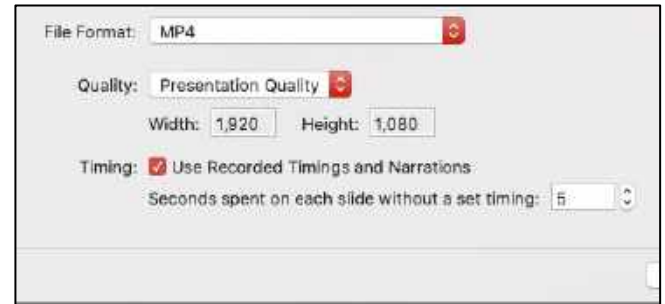 File Format: MP4
Quality: Presentation Quality
Width: 1,920 Height: 1,080
Timing: Use Recorded Timings and Narrations
Seconds spent on each slide without a set timing: 5